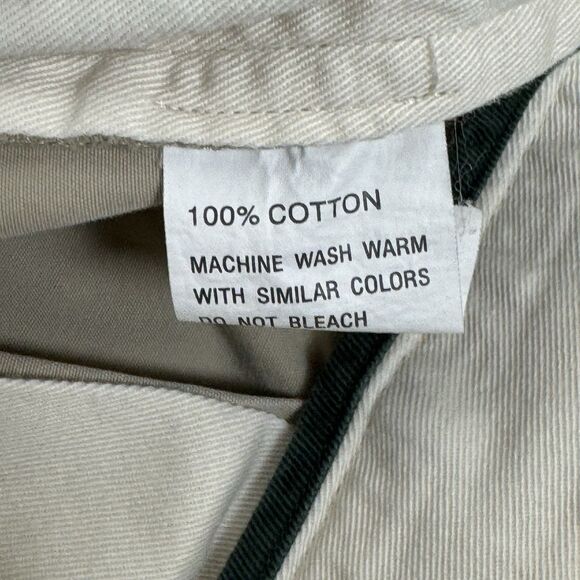 100% COTTON
MACHINE WASH WARM
WITH SIMILAR COLORS
DO NOT BLEACH